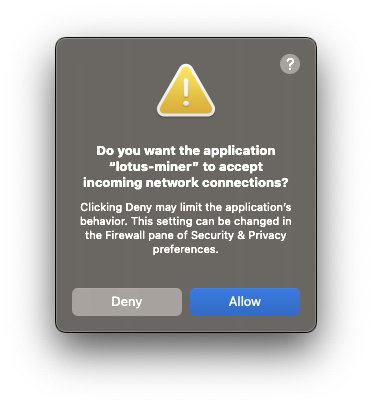 ?
Do you want the application
“lotus-miner” to accept
incoming network connections?
Clicking Deny may limit the application's
behavior. This setting can be changed in
the Firewall pane of Security & Privacy
preferences.
Deny
Allow